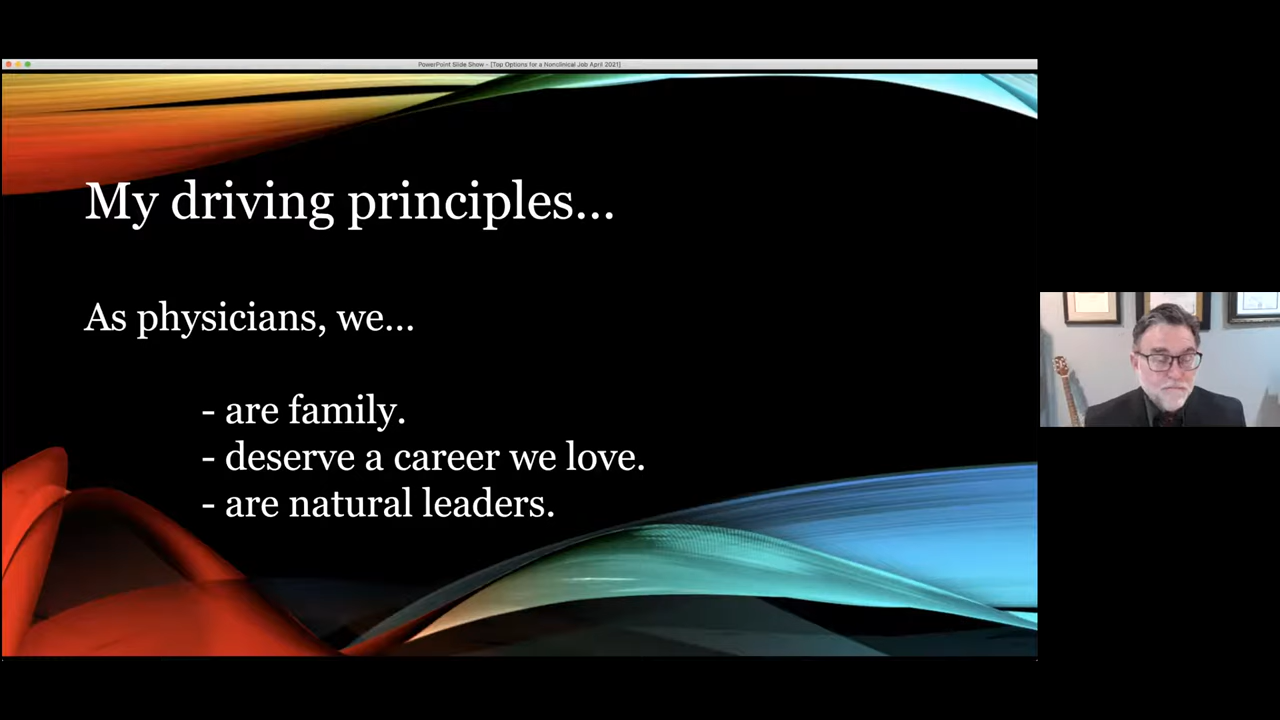 PowerPoint Slide Show - [Top Options for a Nonclinical Job April 2021]
My driving principles...
As physicians, we...
- are family.
- deserve a career we love.
- are natural leaders.